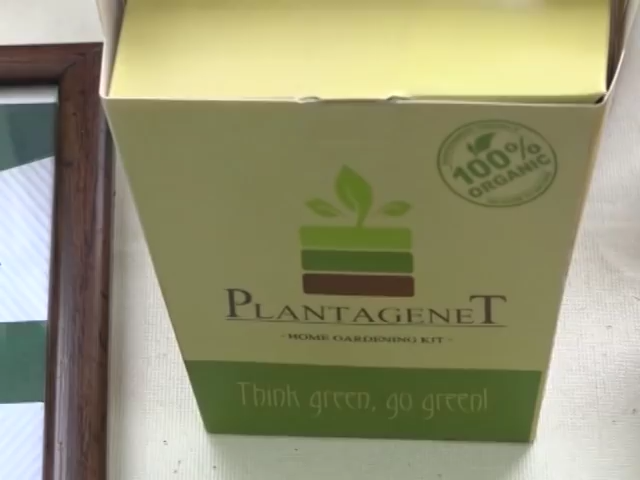 100%
ORGANIC
PLANTAGENET
- HOME GARDENING KIT -
Think green, go green!